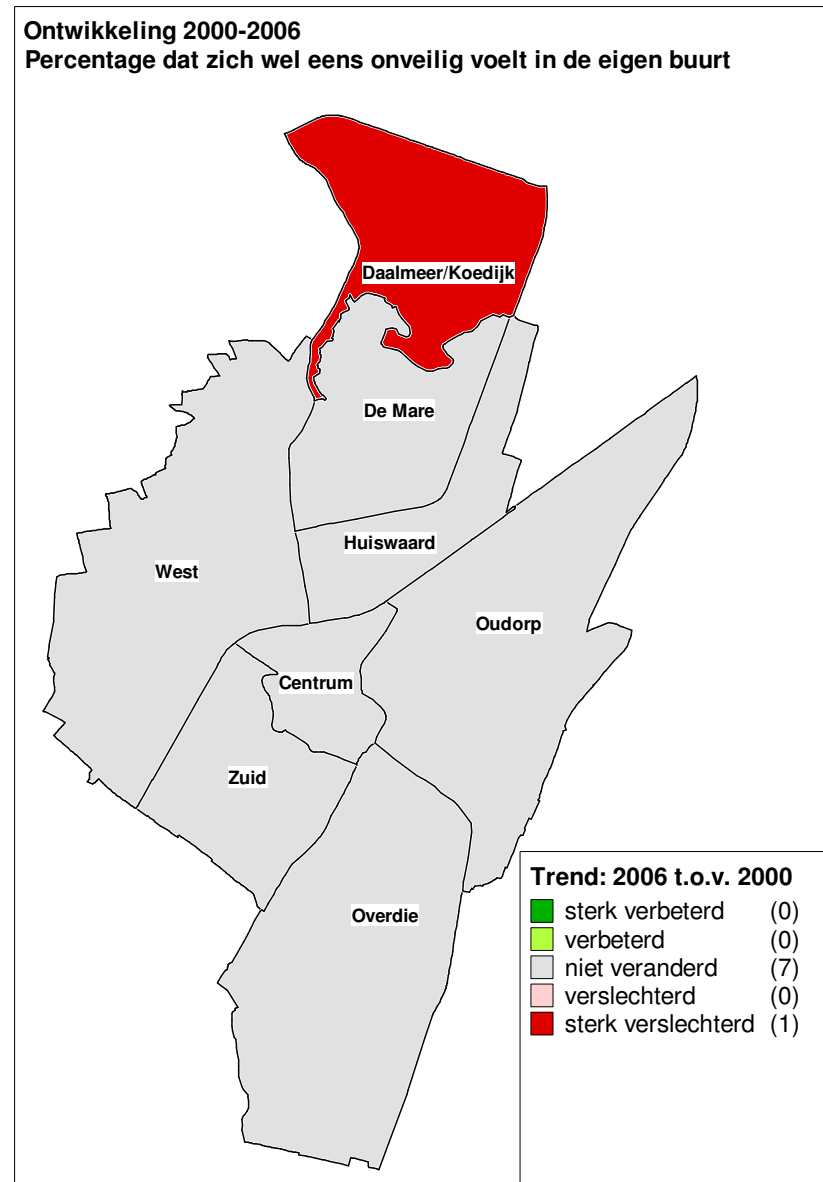 Ontwikkeling 2000-2006
Percentage dat zich wel eens onveilig voelt in de eigen buurt
Daalmeer/Koedijk
De Mare
Huiswaard
West
Oudorp
Centrum
Zuid
Overdie
Trend: 2006 t.o.v. 2000
sterk verbeterd (0)
verbeterd (0)
niet veranderd (7)
verslechterd (0)
sterk verslechterd (1)